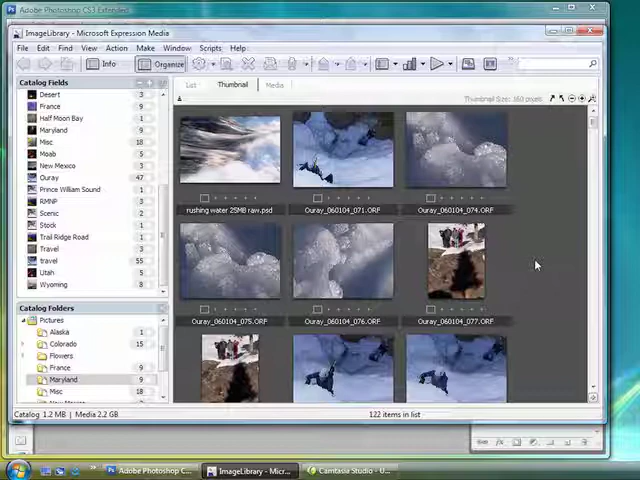 Adobe Photoshop CS3 Extended
ImageLibrary - Microsoft Expression Media
File Edit Find View Action Make Window Scripts Help
Info Organize
Catalog Fields
List Thumbnail Media
Thumbnail Size: 160 pixels
Desert 3
France 9
Half Moon Bay 1
Maryland 9
Misc 18
Moab 5
New Mexico 3
Ouray 47
Prince William Sound 1
RMNP 3
Scenic 2
Stock 1
Trail Ridge Road 1
Travel 3
travel 55
Utah 5
Wyoming 8
rushing water 25MB raw.psd Ouray_060104_071.ORF Ouray_060104_074.ORF
Ouray_060104_075.ORF Ouray_060104_076.ORF Ouray_060104_077.ORF
Catalog Folders
Pictures
Alaska 1
Colorado 15
Flowers
France 9
Maryland 9
Misc 18
Catalog 1.2 MB | Media 2.2 GB
122 items in list
Adobe Photoshop C...
ImageLibrary - Micr...
Camtasia Studio - U...